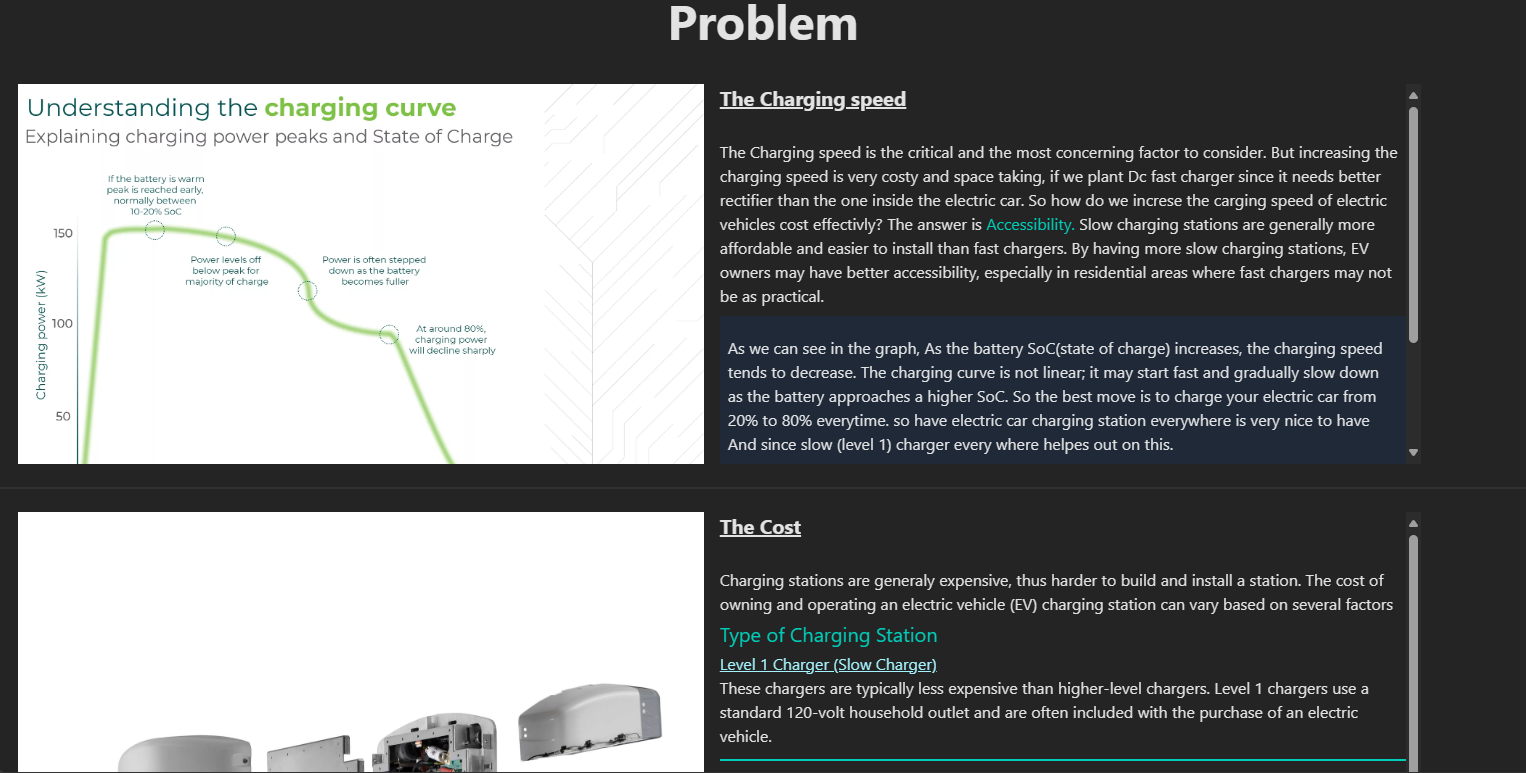 Problem
Understanding the charging curve
Explaining charging power peaks and State of Charge
If the battery is warm
peak is reached early,
normally between
10-20% SoC
150
Power levels off
below peak for
majority of charge
Power is often stepped
down as the battery
becomes fuller
Charging power (kW)
100
At around 80%,
charging power
will decline sharply
50
The Charging speed
The Charging speed is the critical and the most concerning factor to consider. But increasing the
charging speed is very costy and space taking, if we plant Dc fast charger since it needs better
rectifier than the one inside the electric car. So how do we increse the carging speed of electric
vehicles cost effectivly? The answer is Accessibility. Slow charging stations are generally more
affordable and easier to install than fast chargers. By having more slow charging stations, EV
owners may have better accessibility, especially in residential areas where fast chargers may not
be as practical.
As we can see in the graph, As the battery SoC(state of charge) increases, the charging speed
tends to decrease. The charging curve is not linear; it may start fast and gradually slow down
as the battery approaches a higher SoC. So the best move is to charge your electric car from
20% to 80% everytime. so have electric car charging station everywhere is very nice to have
And since slow (level 1) charger every where helpes out on this.
The Cost
Charging stations are generaly expensive, thus harder to build and install a station. The cost of
owning and operating an electric vehicle (EV) charging station can vary based on several factors
Type of Charging Station
Level 1 Charger (Slow Charger)
These chargers are typically less expensive than higher-level chargers. Level 1 chargers use a
standard 120-volt household outlet and are often included with the purchase of an electric
vehicle.